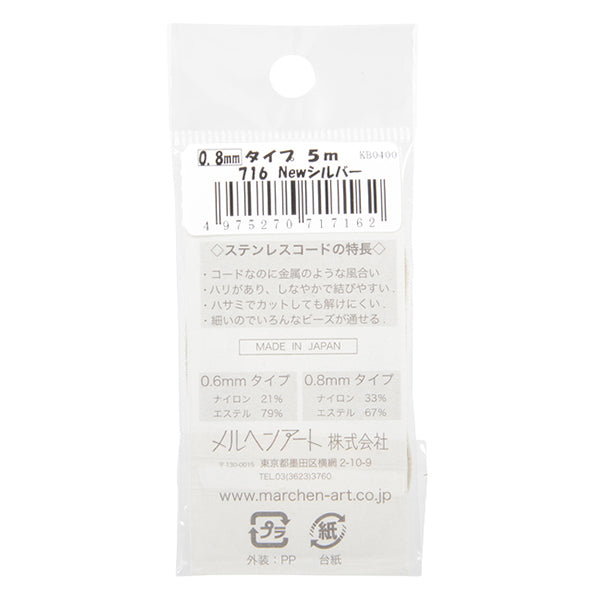 0.8mm タイプ 5m KB0400
716 Newシルバー
4975270717162
◇ステンレスコードの特長◇
・コードなのに金属のような風合い
・ハリがあり、しなやかで結びやすい.
・ハサミでカットしても解けにくい.
・細いのでいろんなビーズが通せる.
MADE IN JAPAN
0.6mm タイプ 0.8mm タイプ
ナイロン 21% ナイロン 33%
エステル 79% エステル 67%
メルヘンアート 株式会社
〒130-0015 東京都墨田区横網 2-10-9
TEL.03(3623)3760
www.marchen-art.co.jp
プラ 紙
外装：PP 台紙